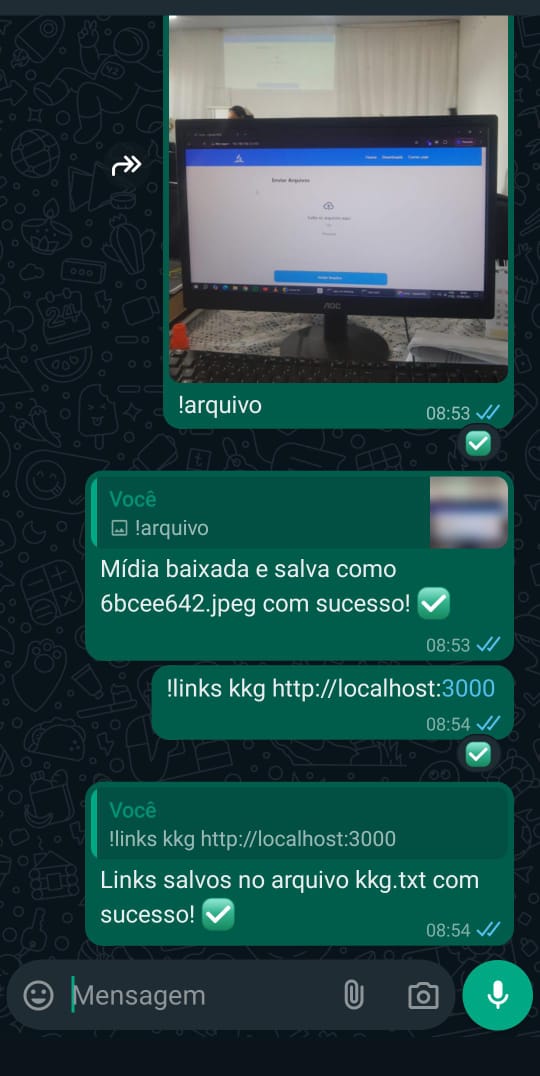 Enviar Arquivos
AOC
!arquivo
08:53
Você
!arquivo
Mídia baixada e salva como
6bcee642.jpeg com sucesso! ✅
08:53
!links kkg http://localhost:3000
08:54
Você
!links kkg http://localhost:3000
Links salvos no arquivo kkg.txt com
sucesso! ✅
08:54
Mensagem